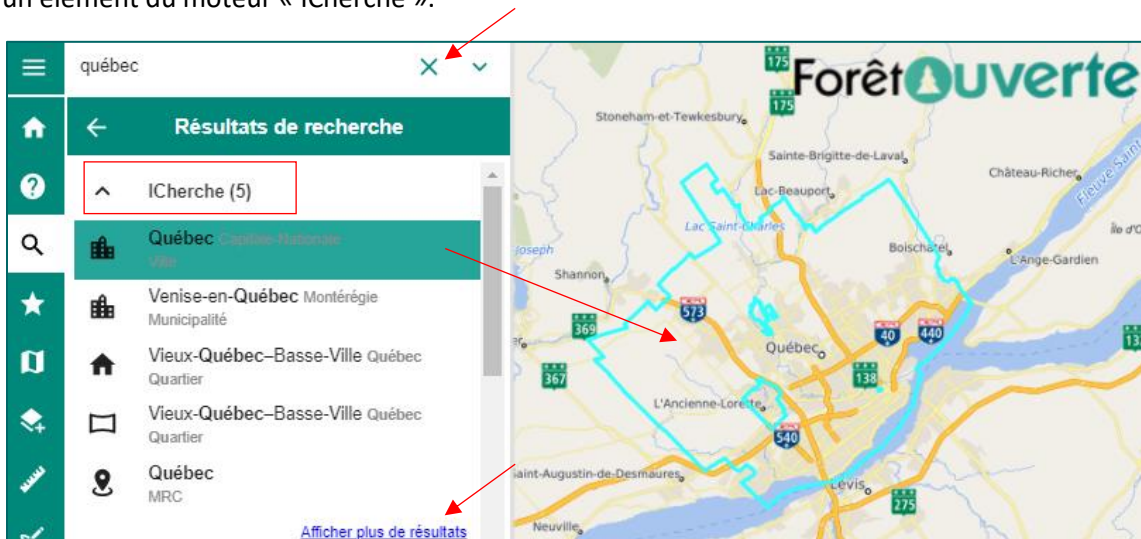 un élément du moteur « ICherche ».
québec
Résultats de recherche
ICherche (5)
Québec Capitale-Nationale
Ville
Venise-en-Québec Montérégie
Municipalité
Vieux-Québec–Basse-Ville Québec
Quartier
Vieux-Québec–Basse-Ville Québec
Quartier
Québec
MRC
Afficher plus de résultats
ForêtOuverte
175
175
Stoneham-et-Tewkesbury
Sainte-Brigitte-de-Laval
Château-Richer
Fleuve Saint
Lac-Beauport
Lac Saint-Charles
Île d'O
Boischatel
L'Ange-Gardien
Joseph
Shannon
573
369
40
440
Québec
367
138
L'Ancienne-Lorette
540
Saint-Augustin-de-Desmaures
Lévis
275
Neuville